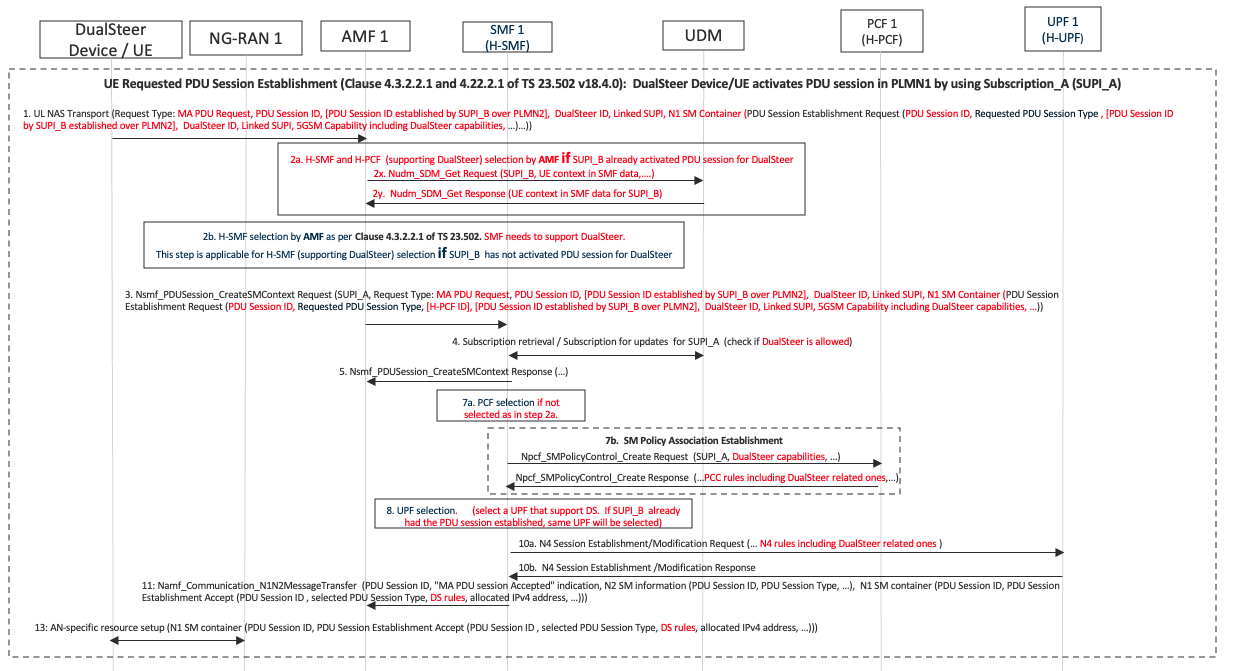 DualSteer
Device / UE
NG-RAN 1
AMF 1
SMF 1
(H-SMF)
UDM
PCF 1
(H-PCF)
UPF 1
(H-UPF)
UE Requested PDU Session Establishment (Clause 4.3.2.2.1 and 4.22.2.1 of TS 23.502 v18.4.0): DualSteer Device/UE activates PDU session in PLMN1 by using Subscription_A (SUPI_A)
1. UL NAS Transport (Request Type: MA PDU Request, PDU Session ID, [PDU Session ID established by SUPI_B over PLMN2], DualSteer ID, Linked SUPI, N1 SM Container (PDU Session Establishment Request (PDU Session ID, Requested PDU Session Type , [PDU Session ID
by SUPI_B established over PLMN2], DualSteer ID, Linked SUPI, 5GSM Capability including DualSteer capabilities, ...)...))
2a. H-SMF and H-PCF (supporting DualSteer) selection by AMF if SUPI_B already activated PDU session for DualSteer
2x. Nudm_SDM_Get Request (SUPI_B, UE context in SMF data,....)
2y. Nudm_SDM_Get Response (UE context in SMF data for SUPI_B)
2b. H-SMF selection by AMF as per Clause 4.3.2.2.1 of TS 23.502. SMF needs to support DualSteer.
This step is applicable for H-SMF (supporting DualSteer) selection if SUPI_B has not activated PDU session for DualSteer
3. Nsmf_PDUSession_CreateSMContext Request (SUPI_A, Request Type: MA PDU Request, PDU Session ID, [PDU Session ID established by SUPI_B over PLMN2], DualSteer ID, Linked SUPI, N1 SM Container (PDU Session
Establishment Request (PDU Session ID, Requested PDU Session Type, [H-PCF ID], [PDU Session ID established by SUPI_B over PLMN2], DualSteer ID, Linked SUPI, 5GSM Capability including DualSteer capabilities, ...))
4. Subscription retrieval / Subscription for updates for SUPI_A (check if DualSteer is allowed)
5. Nsmf_PDUSession_CreateSMContext Response (...)
7a. PCF selection if not
selected as in step 2a.
7b. SM Policy Association Establishment
Npcf_SMPolicyControl_Create Request (SUPI_A, DualSteer capabilities, ...)
Npcf_SMPolicyControl_Create Response (...PCC rules including DualSteer related ones,...)
8. UPF selection. (select a UPF that support DS. If SUPI_B already
had the PDU session established, same UPF will be selected)
10a. N4 Session Establishment/Modification Request (... N4 rules including DualSteer related ones )
10b. N4 Session Establishment /Modification Response
11: Namf_Communication_N1N2MessageTransfer (PDU Session ID, "MA PDU session Accepted" indication, N2 SM information (PDU Session ID, PDU Session Type, ...), N1 SM container (PDU Session ID, PDU Session
Establishment Accept (PDU Session ID , selected PDU Session Type, DS rules, allocated IPv4 address, ...)))
13: AN-specific resource setup (N1 SM container (PDU Session ID, PDU Session Establishment Accept (PDU Session ID , selected PDU Session Type, DS rules, allocated IPv4 address, ...)))